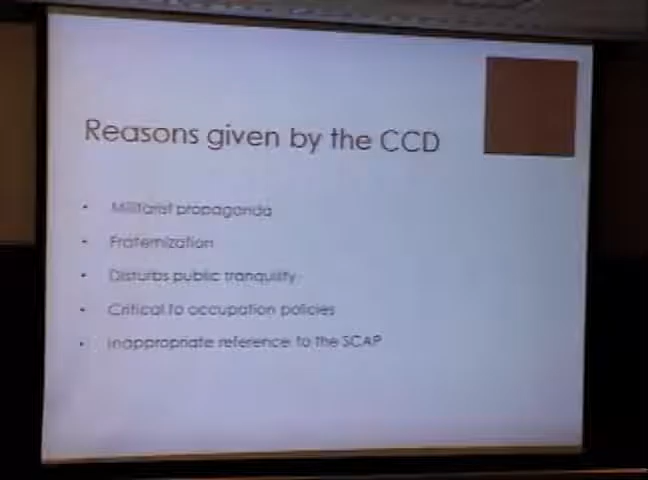 Reasons given by the CCD
• Militarist propaganda
• Fraternization
• Disturbs public tranquility
• Critical to occupation policies
• Inappropriate reference to the SCAP